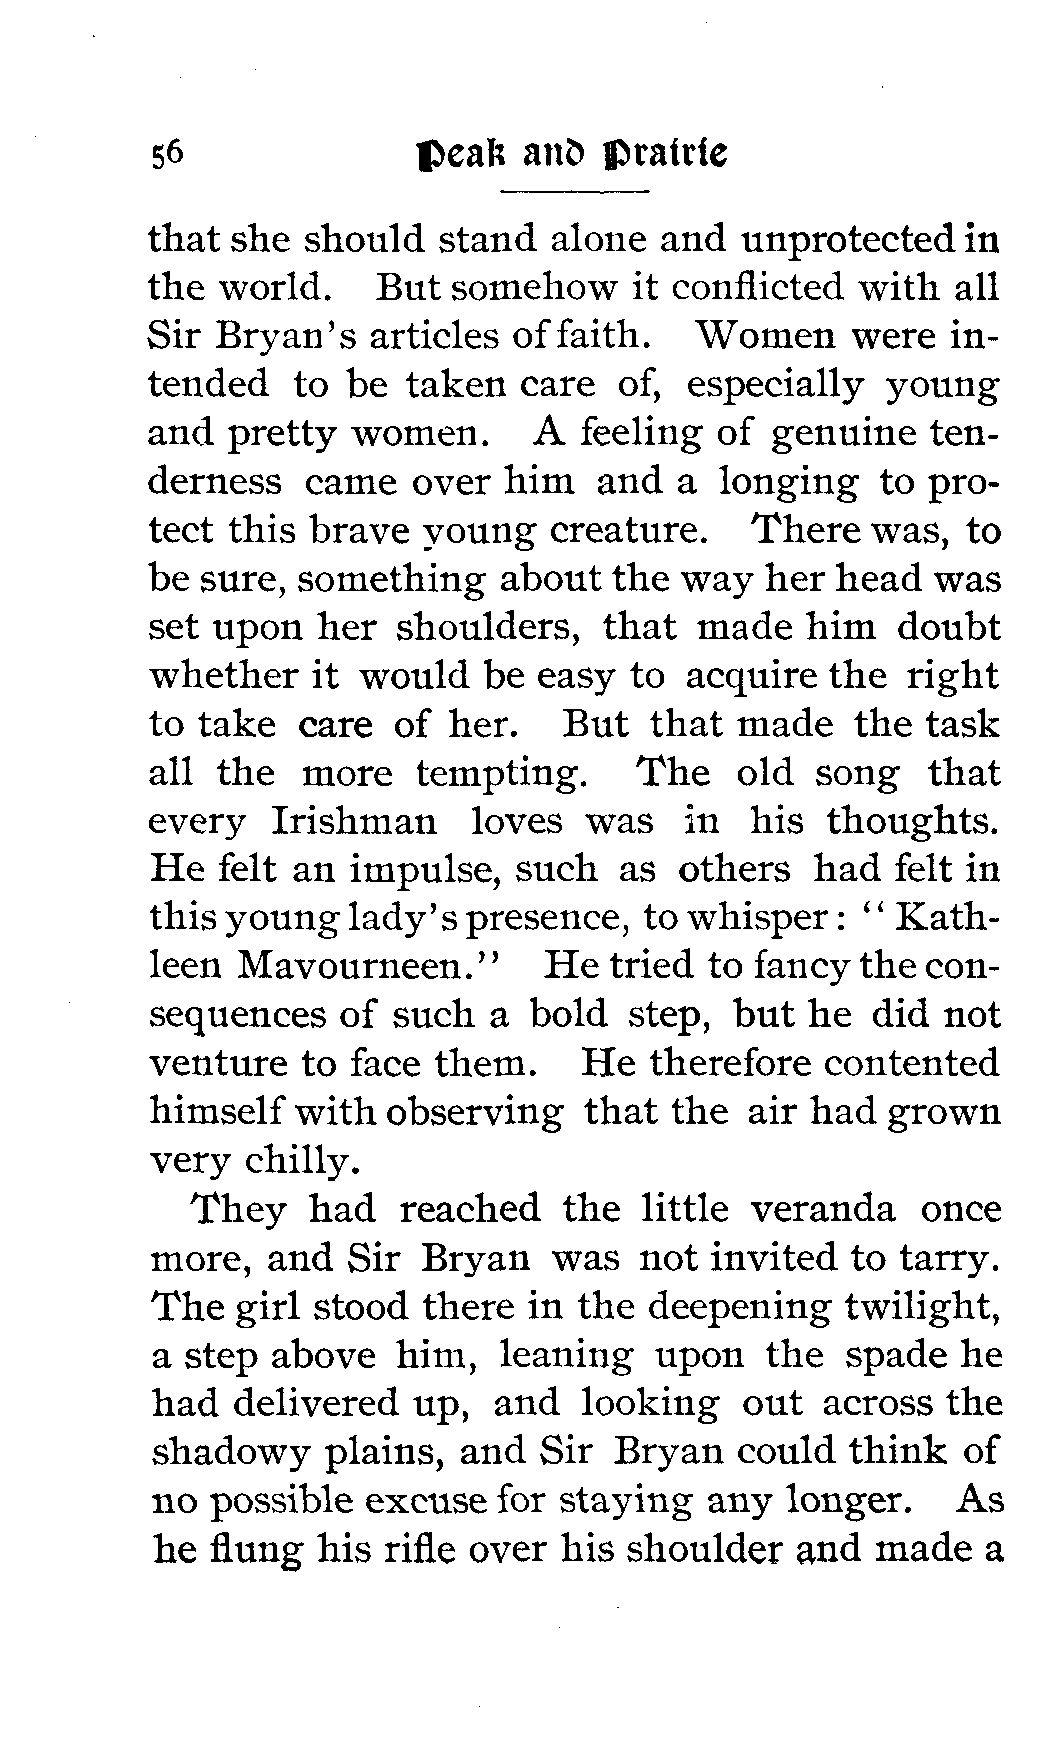 56 Peak and Prairie
that she should stand alone and unprotected in
the world. But somehow it conflicted with all
Sir Bryan's articles of faith. Women were in-
tended to be taken care of, especially young
and pretty women. A feeling of genuine ten-
derness came over him and a longing to pro-
tect this brave young creature. There was, to
be sure, something about the way her head was
set upon her shoulders, that made him doubt
whether it would be easy to acquire the right
to take care of her. But that made the task
all the more tempting. The old song that
every Irishman loves was in his thoughts.
He felt an impulse, such as others had felt in
this young lady's presence, to whisper: "Kath-
leen Mavourneen." He tried to fancy the con-
sequences of such a bold step, but he did not
venture to face them. He therefore contented
himself with observing that the air had grown
very chilly.
They had reached the little veranda once
more, and Sir Bryan was not invited to tarry.
The girl stood there in the deepening twilight,
a step above him, leaning upon the spade he
had delivered up, and looking out across the
shadowy plains, and Sir Bryan could think of
no possible excuse for staying any longer. As
he flung his rifle over his shoulder and made a